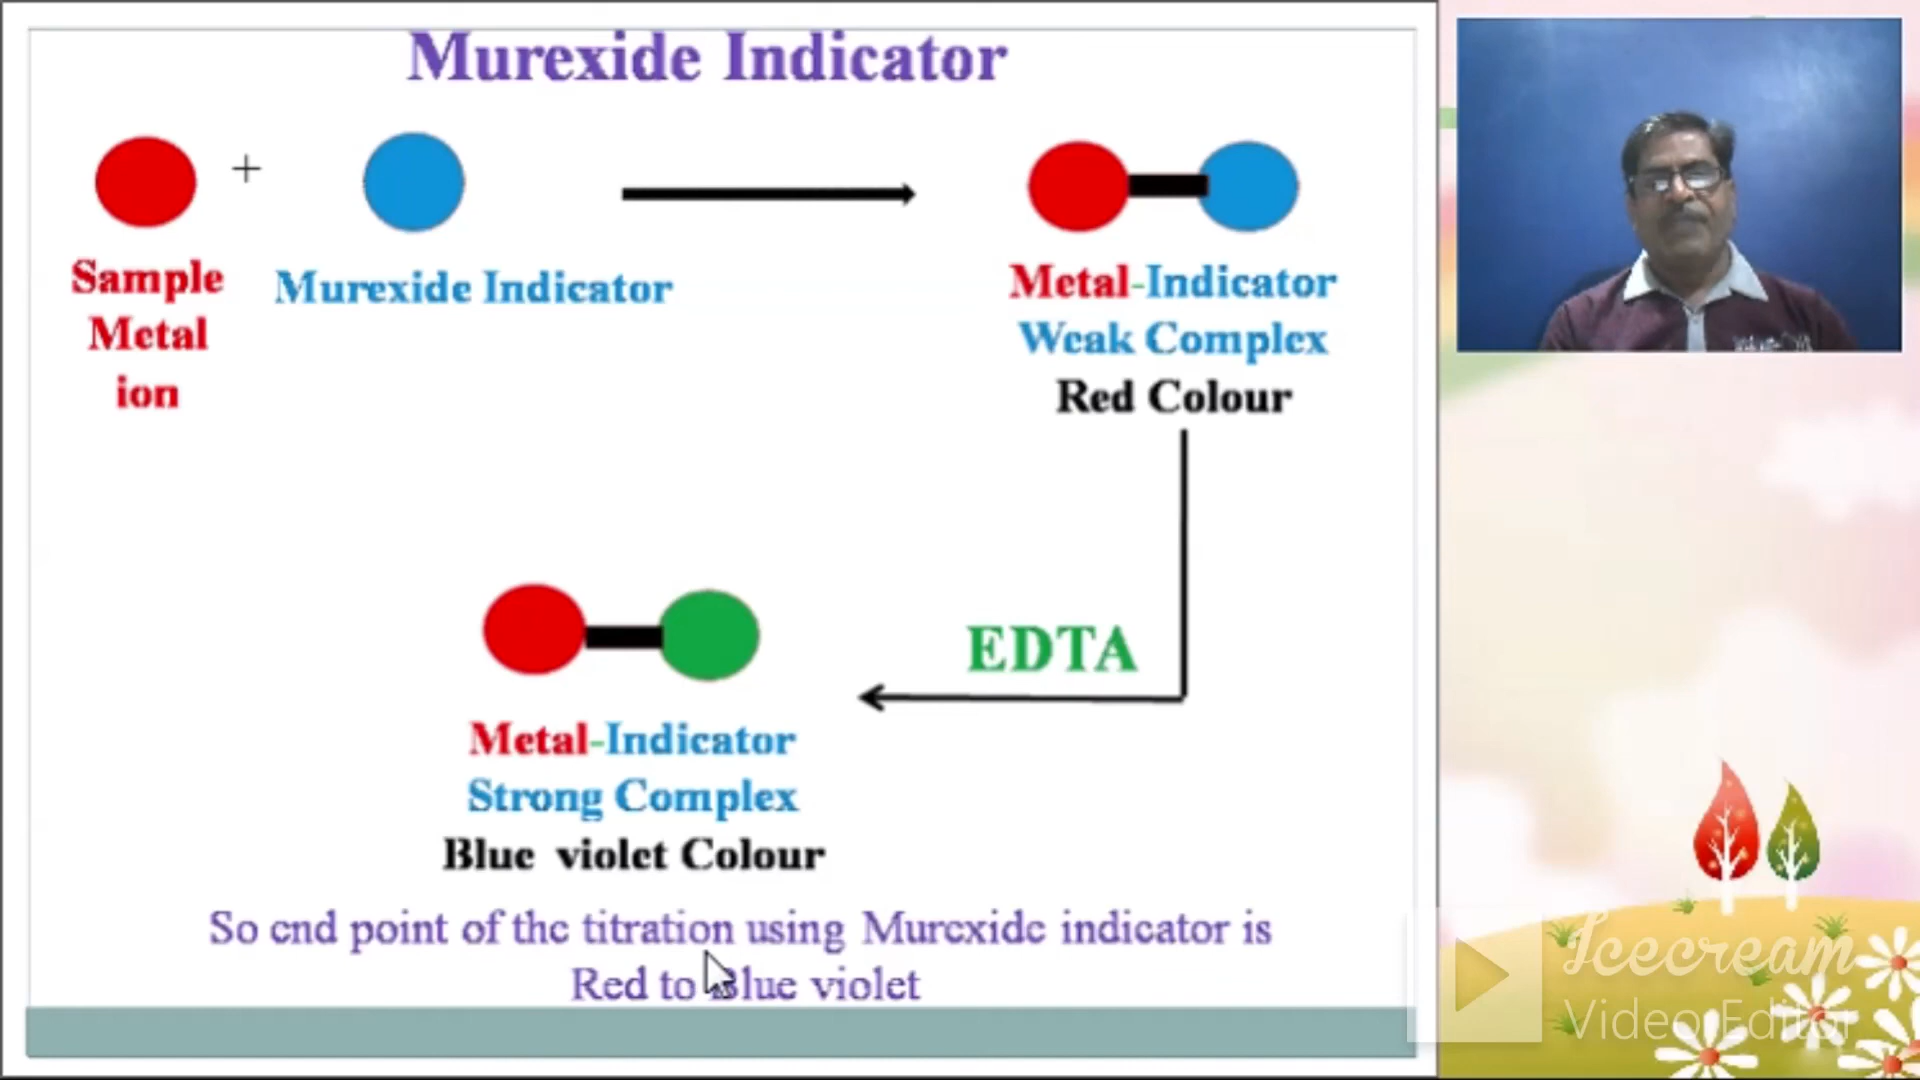 Murexide Indicator
+
Sample
Metal
ion
Murexide Indicator
Metal-Indicator
Weak Complex
Red Colour
EDTA
Metal-Indicator
Strong Complex
Blue violet Colour
So end point of the titration using Murexide indicator is
Red to Blue violet
Icecream
Video Editor